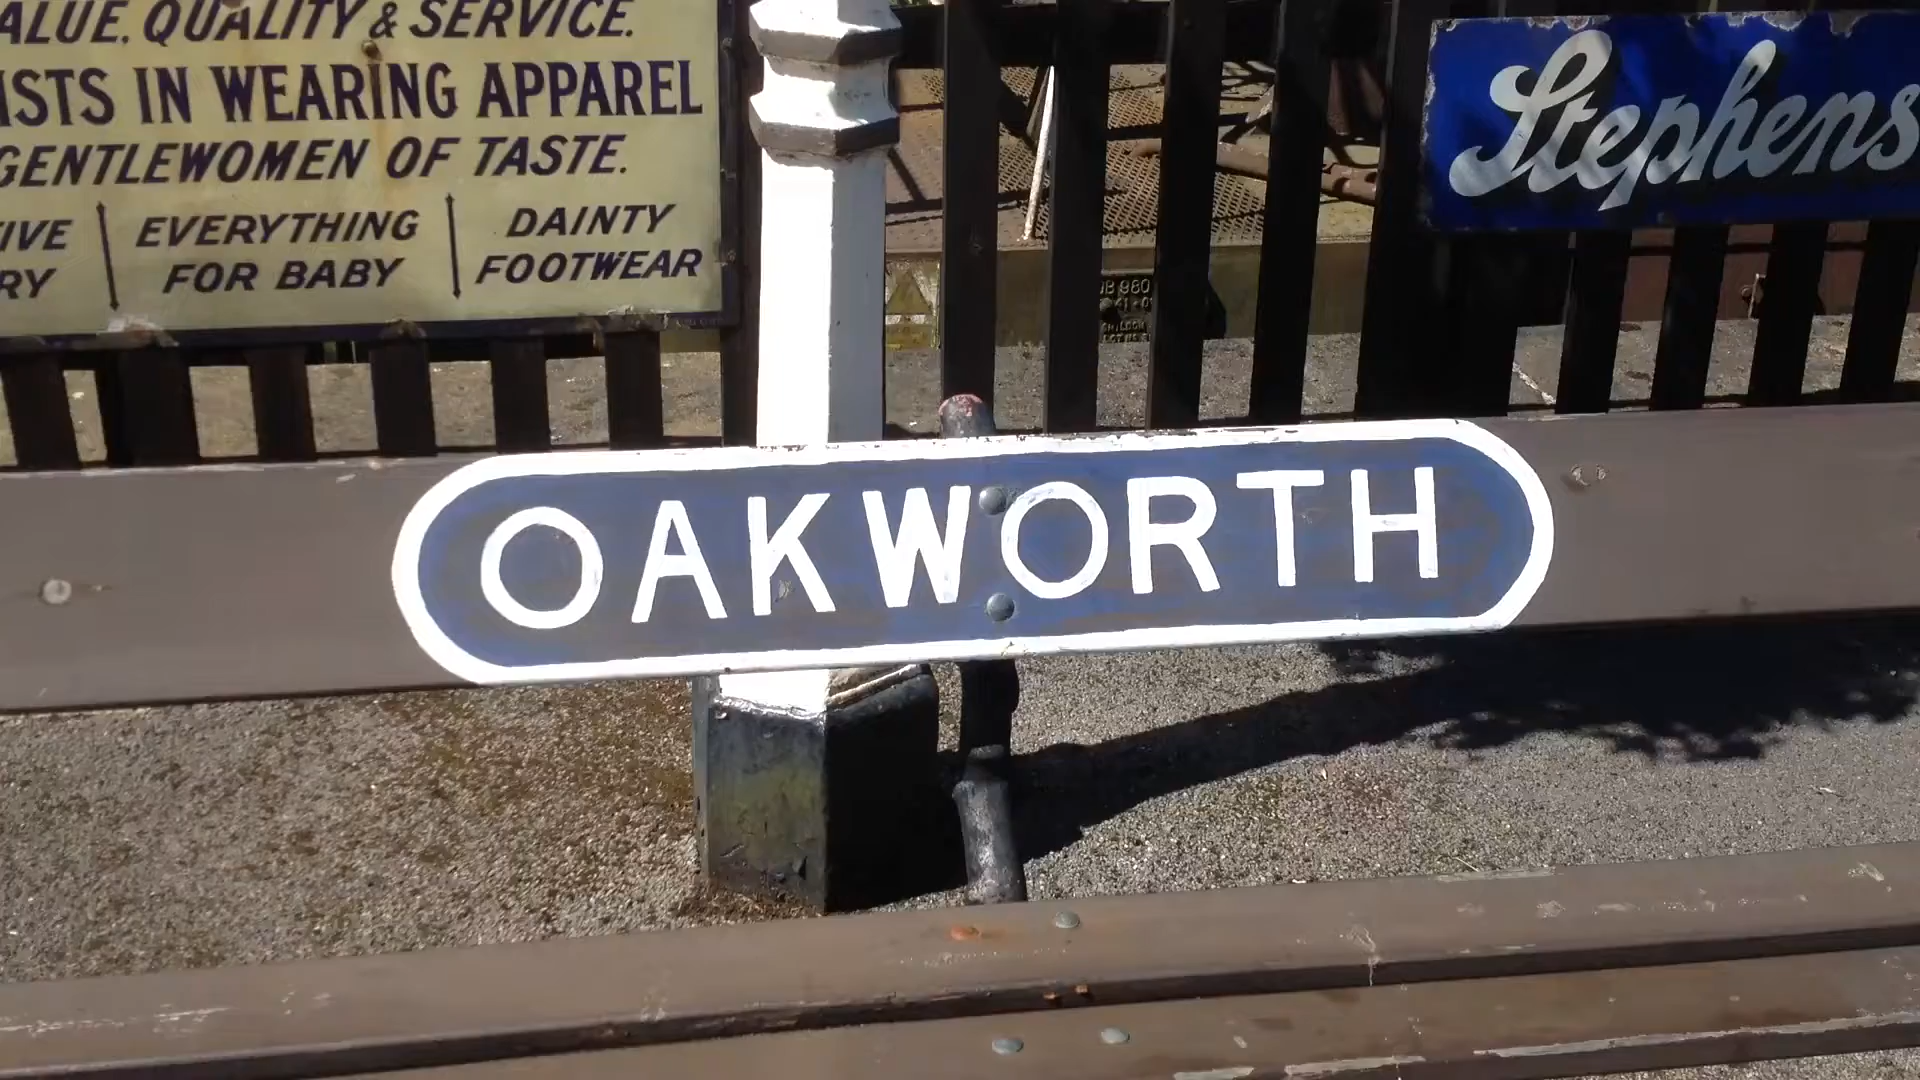 ALUE. QUALITY & SERVICE.
ISTS IN WEARING APPAREL
GENTLEWOMEN OF TASTE.
IVE
RY
EVERYTHING
FOR BABY
DAINTY
FOOTWEAR
Stephens
980
OAKWORTH